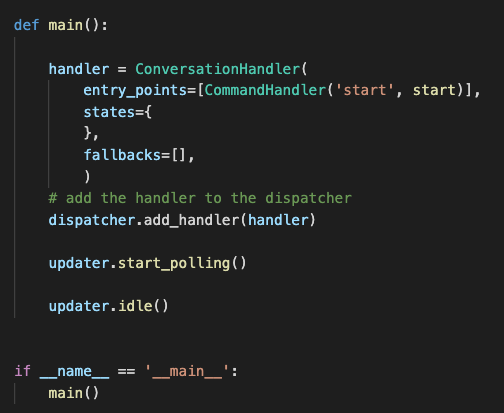 def main():
handler = ConversationHandler(
entry_points=[CommandHandler('start', start)],
states={
},
fallbacks=[],
)
# add the handler to the dispatcher
dispatcher.add_handler(handler)
updater.start_polling()
updater.idle()
if __name__ == '__main__':
main()